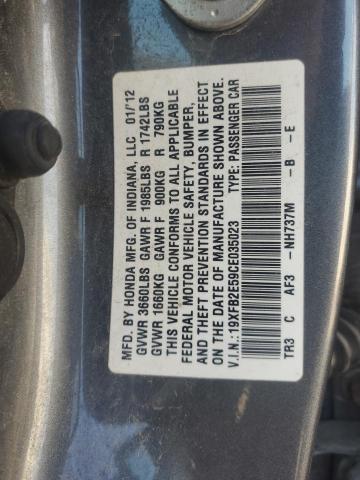 MFD. BY HONDA MFG. OF INDIANA, LLC 01/'12
GVWR 3660LBS GAWR F 1985LBS R 1742LBS
GVWR 1660KG GAWR F 900KG R 790KG
THIS VEHICLE CONFORMS TO ALL APPLICABLE
FEDERAL MOTOR VEHICLE SAFETY, BUMPER,
AND THEFT PREVENTION STANDARDS IN EFFECT
ON THE DATE OF MANUFACTURE SHOWN ABOVE.
V.I.N.:19XFB2E59CE035023 TYPE: PASSENGER CAR
TR3 C AF3 -NH737M -B -E